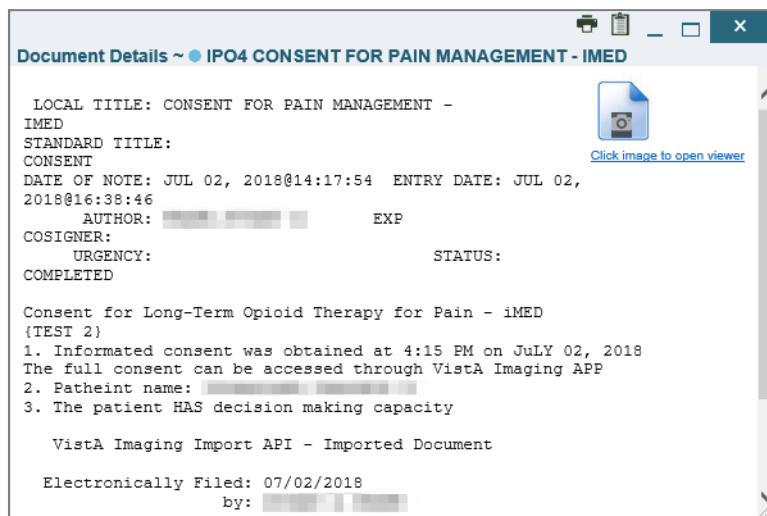 Document Details ~ IPO4 CONSENT FOR PAIN MANAGEMENT - IMED
LOCAL TITLE: CONSENT FOR PAIN MANAGEMENT -
IMED
STANDARD TITLE:
CONSENT
Click image to open viewer
DATE OF NOTE: JUL 02, 2018@14:17:54 ENTRY DATE: JUL 02,
2018@16:38:46
AUTHOR: EXP
COSIGNER:
URGENCY: STATUS:
COMPLETED
Consent for Long-Term Opioid Therapy for Pain - iMED
{TEST 2}
1. Informated consent was obtained at 4:15 PM on JuLY 02, 2018
The full consent can be accessed through VistA Imaging APP
2. Patheint name:
3. The patient HAS decision making capacity
VistA Imaging Import API - Imported Document
Electronically Filed: 07/02/2018
by: